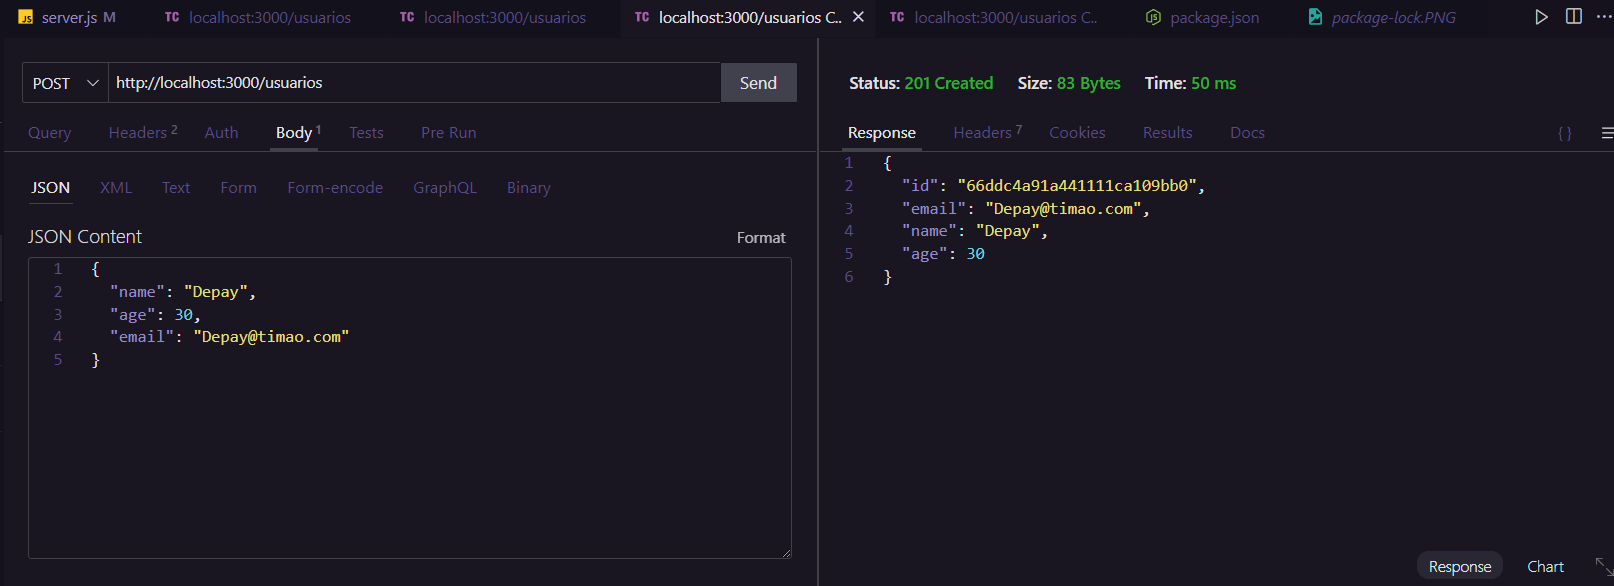 JS server.js M TC localhost:3000/usuarios TC localhost:3000/usuarios TC localhost:3000/usuarios C.. TC localhost:3000/usuarios C.. package.json package-lock.PNG
POST http://localhost:3000/usuarios Send
Query Headers 2 Auth Body 1 Tests Pre Run
JSON XML Text Form Form-encode GraphQL Binary
JSON Content Format
1 {
2 "name": "Depay",
3 "age": 30,
4 "email": "Depay@timao.com"
5 }
Status: 201 Created Size: 83 Bytes Time: 50 ms
Response Headers 7 Cookies Results Docs { }
1 {
2 "id": "66ddc4a91a441111ca109bb0",
3 "email": "Depay@timao.com",
4 "name": "Depay",
5 "age": 30
6 }
Response Chart